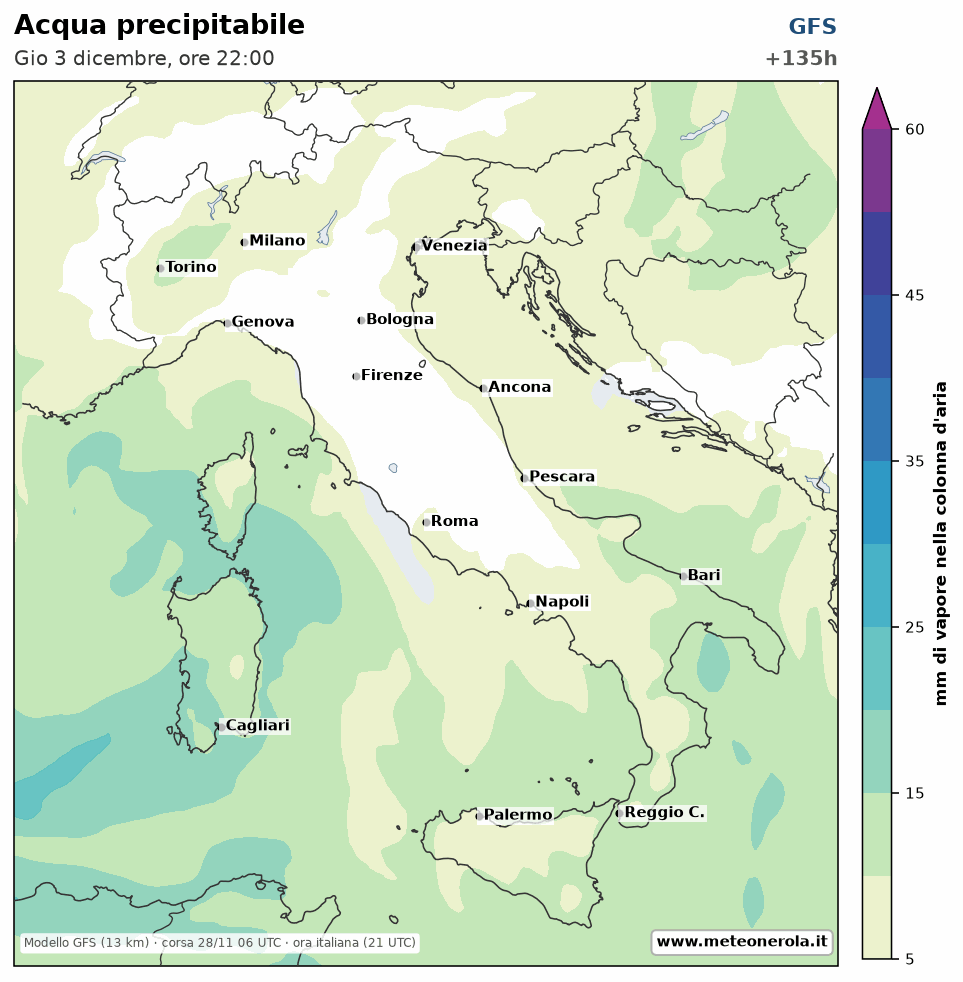 Acqua precipitabile
GFS
Gio 3 dicembre, ore 22:00
+135h
60
45
35
25
15
5
mm di vapore nella colonna d'aria
Milano
Venezia
Torino
Genova
Bologna
Firenze
Ancona
Pescara
Roma
Bari
Napoli
Cagliari
Palermo
Reggio C.
Modello GFS (13 km) · corsa 28/11 06 UTC · ora italiana (21 UTC)
www.meteonerola.it